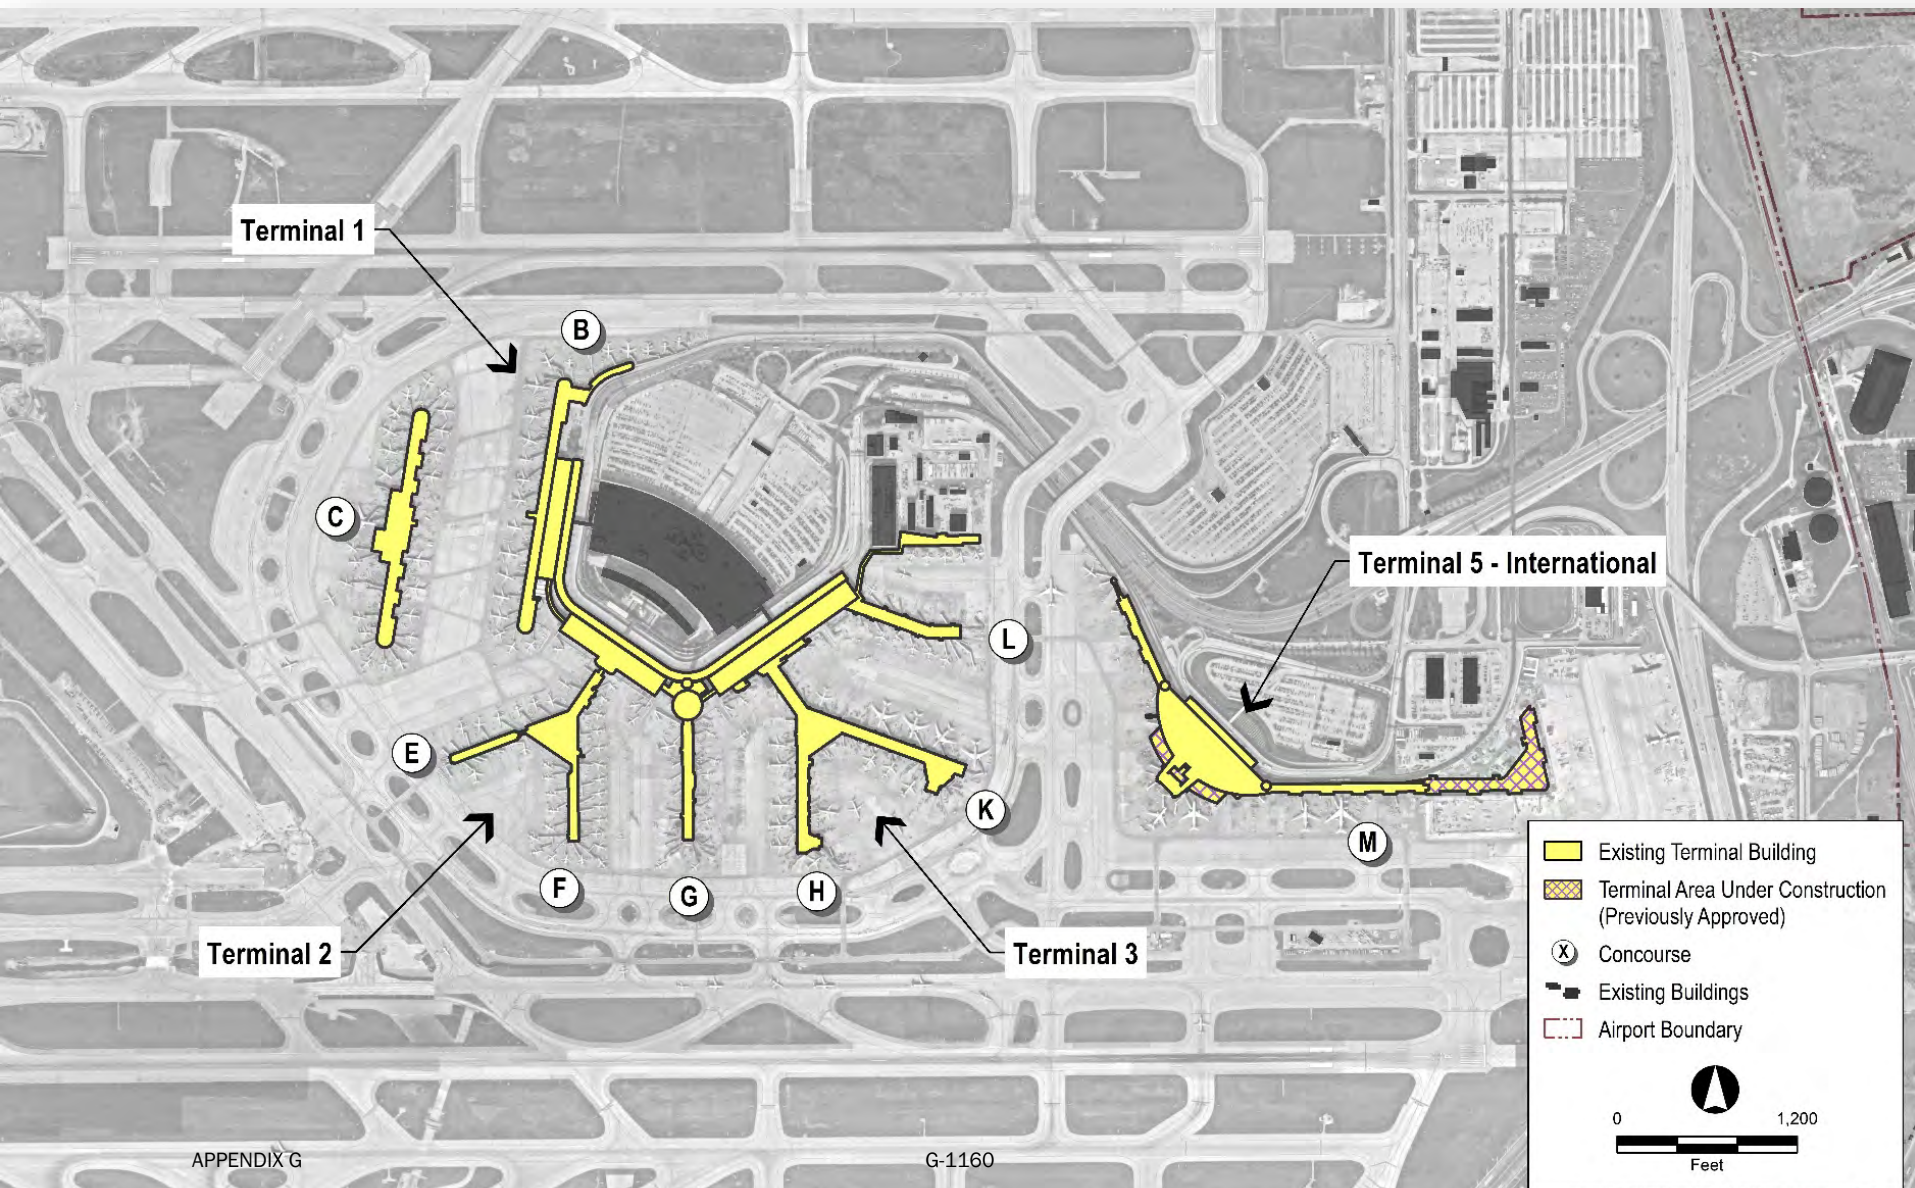 Terminal 1
B
C
Terminal 5 - International
L
E
K
M
F
G
H
Terminal 2
Terminal 3
Existing Terminal Building
Terminal Area Under Construction
(Previously Approved)
X
Concourse
Existing Buildings
Airport Boundary
0
1,200
Feet
APPENDIX G
G-1160